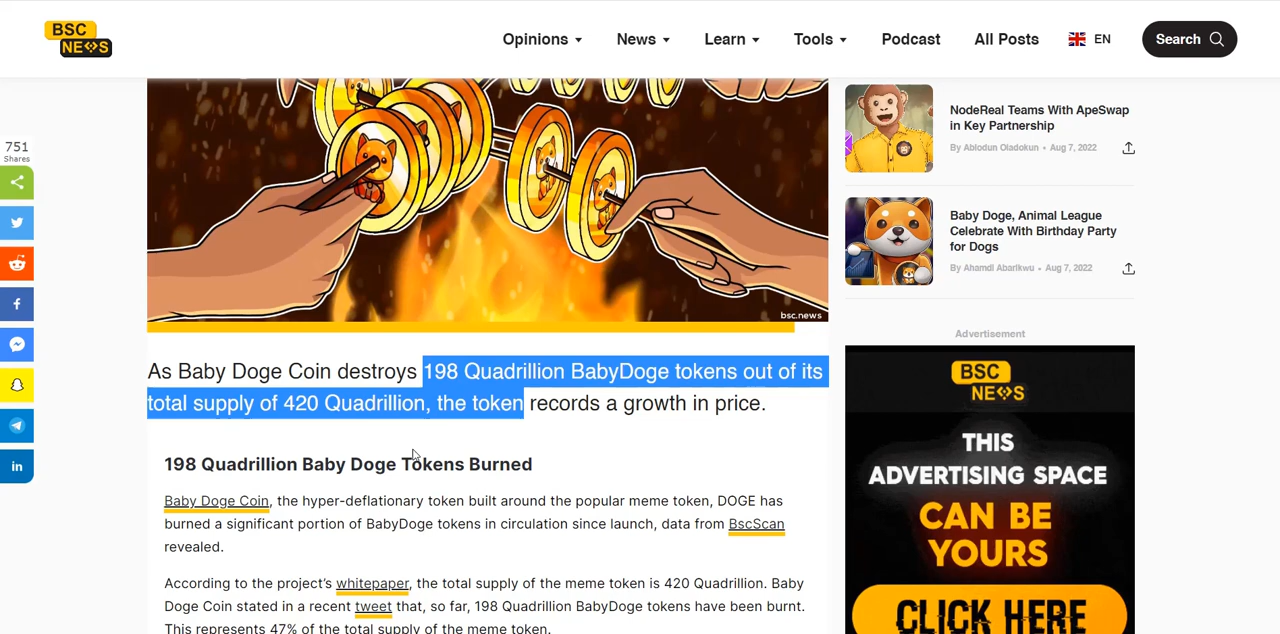 BSC
NEWS
Opinions
News
Learn
Tools
Podcast
All Posts
EN
Search
751
Shares
in
bsc.news
As Baby Doge Coin destroys 198 Quadrillion BabyDoge tokens out of its
total supply of 420 Quadrillion, the token records a growth in price.
198 Quadrillion Baby Doge Tokens Burned
Baby Doge Coin, the hyper-deflationary token built around the popular meme token, DOGE has
burned a significant portion of BabyDoge tokens in circulation since launch, data from BscScan
revealed.
According to the project's whitepaper, the total supply of the meme token is 420 Quadrillion. Baby
Doge Coin stated in a recent tweet that, so far, 198 Quadrillion BabyDoge tokens have been burnt.
This represents 47% of the total supply of the meme token.
NodeReal Teams With ApeSwap
in Key Partnership
By Abiodun Oladokun • Aug 7, 2022
Baby Doge, Animal League
Celebrate With Birthday Party
for Dogs
By Ahamdi Abarikwu • Aug 7, 2022
Advertisement
BSC
NEWS
THIS
ADVERTISING SPACE
CAN BE
YOURS
CLICK HERE